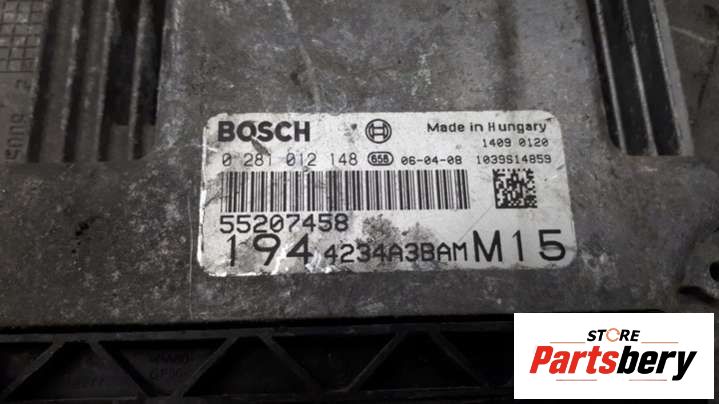 BOSCH Made in Hungary
1409 0120
0 281 012 148 658 06-04-08 1039S14859
55207458
194 4234A3BAM M15
STORE
Partsbery